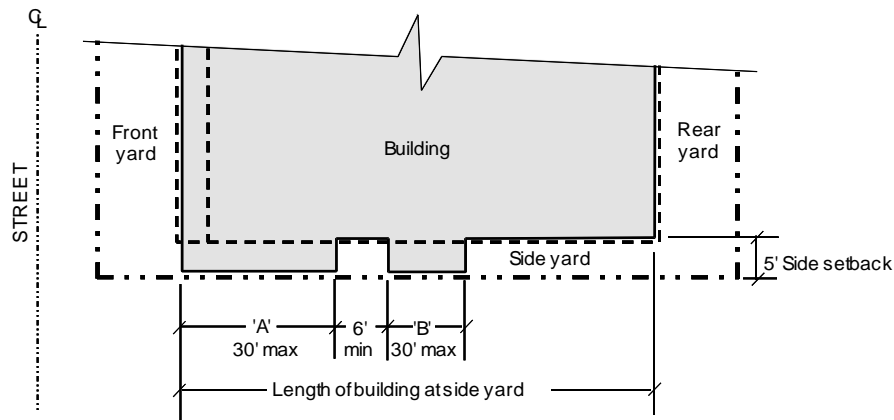 ℄
STREET
Front
yard
Building
Rear
yard
Side yard
5' Side setback
'A'
30' max
6'
min
'B'
30' max
Length of building at side yard